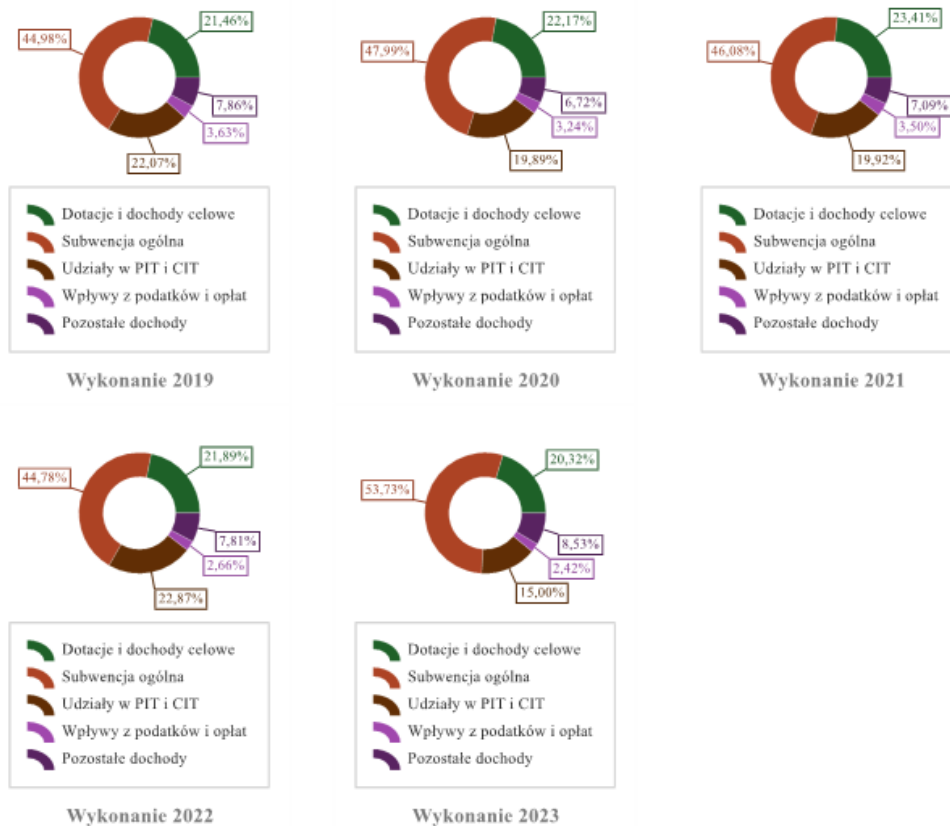 21,46%
44,98%
7,86%
3,63%
22,07%
Dotacje i dochody celowe
Subwencja ogólna
Udziały w PIT i CIT
Wpływy z podatków i opłat
Pozostałe dochody
Wykonanie 2019
22,17%
47,99%
6,72%
3,24%
19,89%
Dotacje i dochody celowe
Subwencja ogólna
Udziały w PIT i CIT
Wpływy z podatków i opłat
Pozostałe dochody
Wykonanie 2020
23,41%
46,08%
7,09%
3,50%
19,92%
Dotacje i dochody celowe
Subwencja ogólna
Udziały w PIT i CIT
Wpływy z podatków i opłat
Pozostałe dochody
Wykonanie 2021
21,89%
44,78%
7,81%
2,66%
22,87%
Dotacje i dochody celowe
Subwencja ogólna
Udziały w PIT i CIT
Wpływy z podatków i opłat
Pozostałe dochody
Wykonanie 2022
20,32%
53,73%
8,53%
2,42%
15,00%
Dotacje i dochody celowe
Subwencja ogólna
Udziały w PIT i CIT
Wpływy z podatków i opłat
Pozostałe dochody
Wykonanie 2023